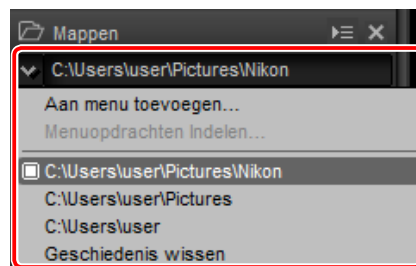 Mappen
C:\Users\user\Pictures\Nikon
Aan menu toevoegen...
Menuopdrachten Indelen...
C:\Users\user\Pictures\Nikon
C:\Users\user\Pictures
C:\Users\user
Geschiedenis wissen